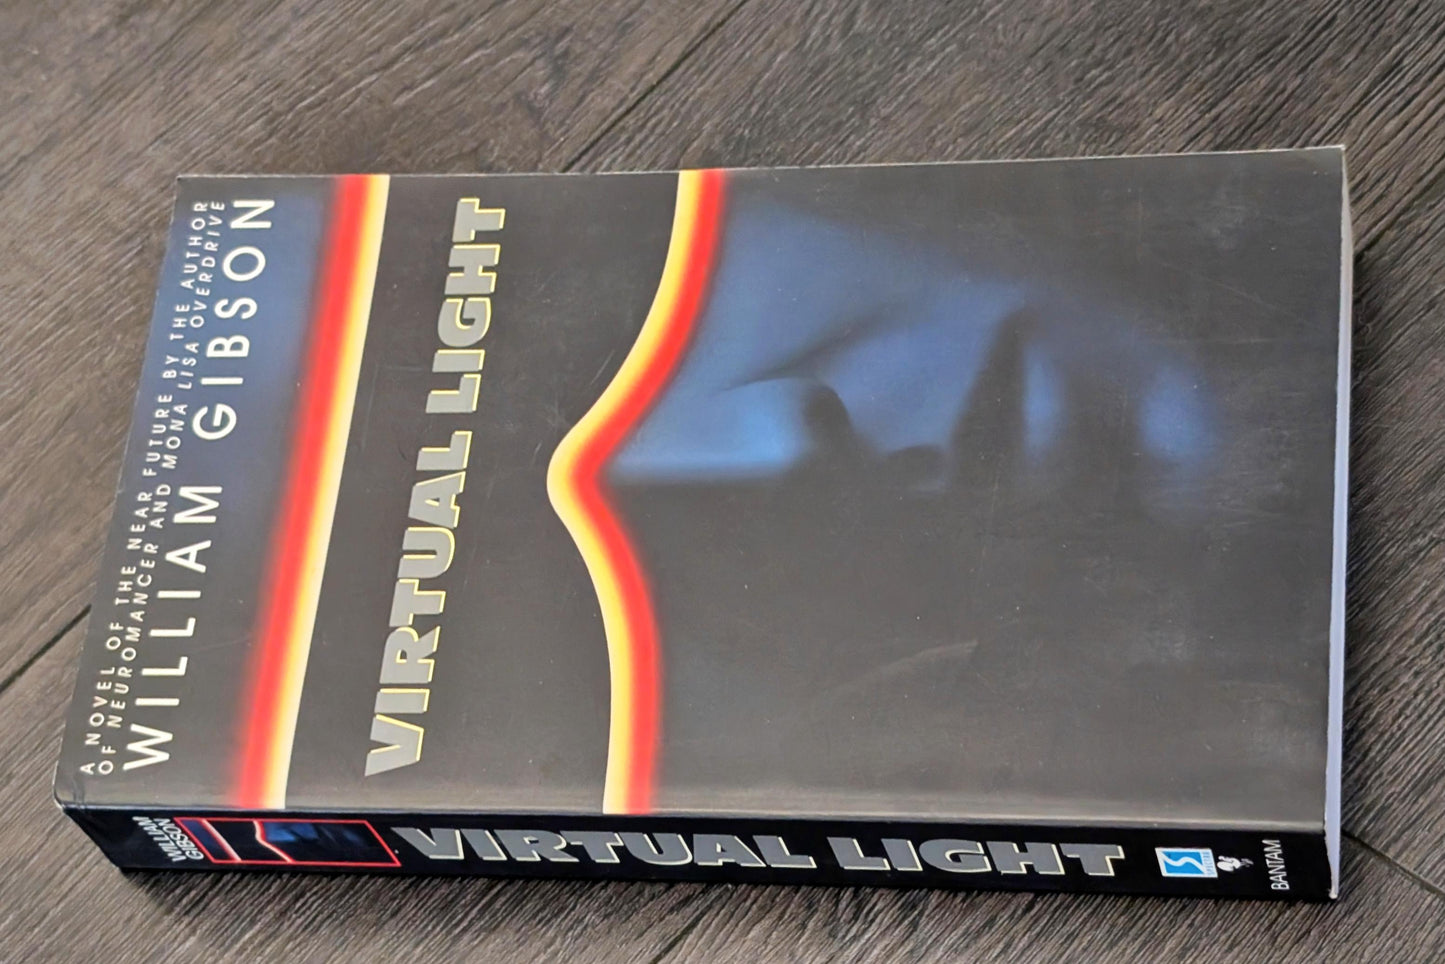 A NOVEL OF THE NEAR FUTURE BY THE AUTHOR
OF NEUROMANCER AND MONA LISA OVERDRIVE
WILLIAM GIBSON
VIRTUAL LIGHT
WILLIAM
GIBSON
VIRTUAL LIGHT
S
SPECTRA
BANTAM